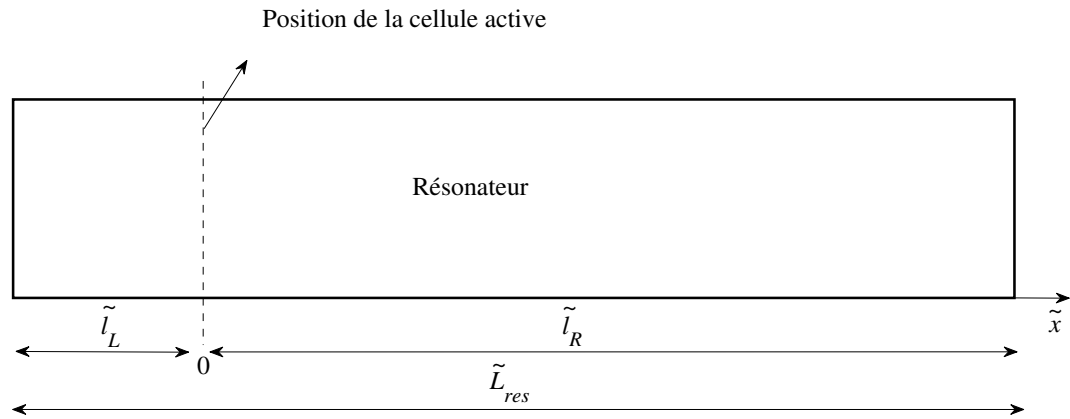 Position de la cellule active
Résonateur
l̃_L
l̃_R
x̃
0
L̃_res